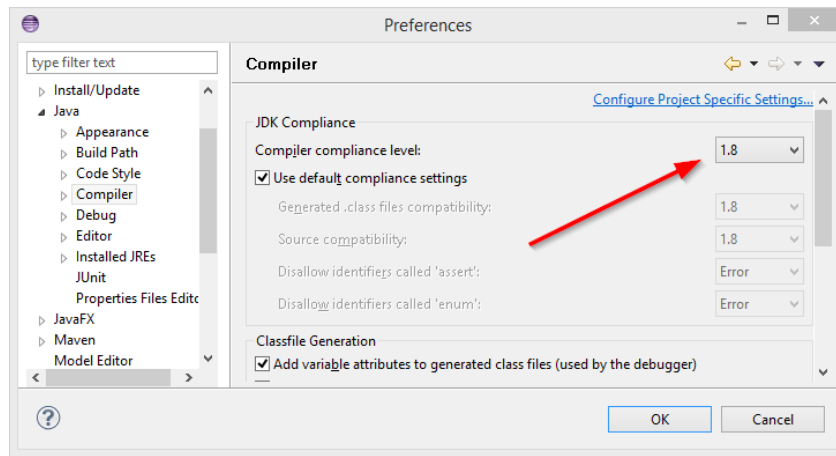 Preferences
type filter text
Install/Update
Java
Appearance
Build Path
Code Style
Compiler
Debug
Editor
Installed JREs
JUnit
Properties Files Editc
JavaFX
Maven
Model Editor
Compiler
Configure Project Specific Settings...
JDK Compliance
Compiler compliance level: 1.8
Use default compliance settings
Generated .class files compatibility: 1.8
Source compatibility: 1.8
Disallow identifiers called 'assert': Error
Disallow identifiers called 'enum': Error
Classfile Generation
Add variable attributes to generated class files (used by the debugger)
?
OK Cancel